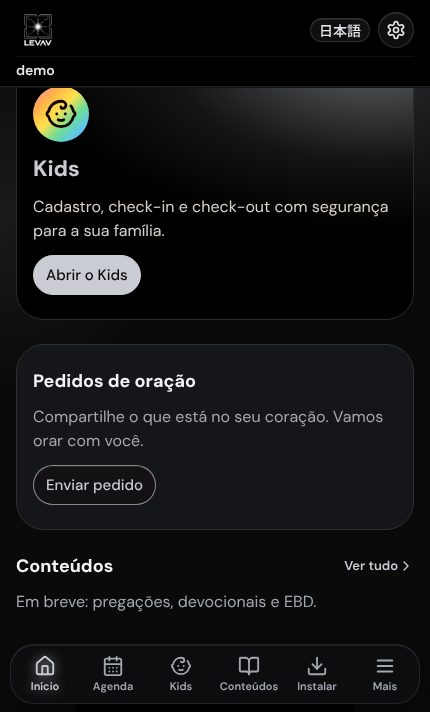 LEVAV
日本語
demo
Kids
Cadastro, check-in e check-out com segurança
para a sua família.
Abrir o Kids
Pedidos de oração
Compartilhe o que está no seu coração. Vamos
orar com você.
Enviar pedido
Conteúdos
Ver tudo
Em breve: pregações, devocionais e EBD.
Início
Agenda
Kids
Conteúdos
Instalar
Mais